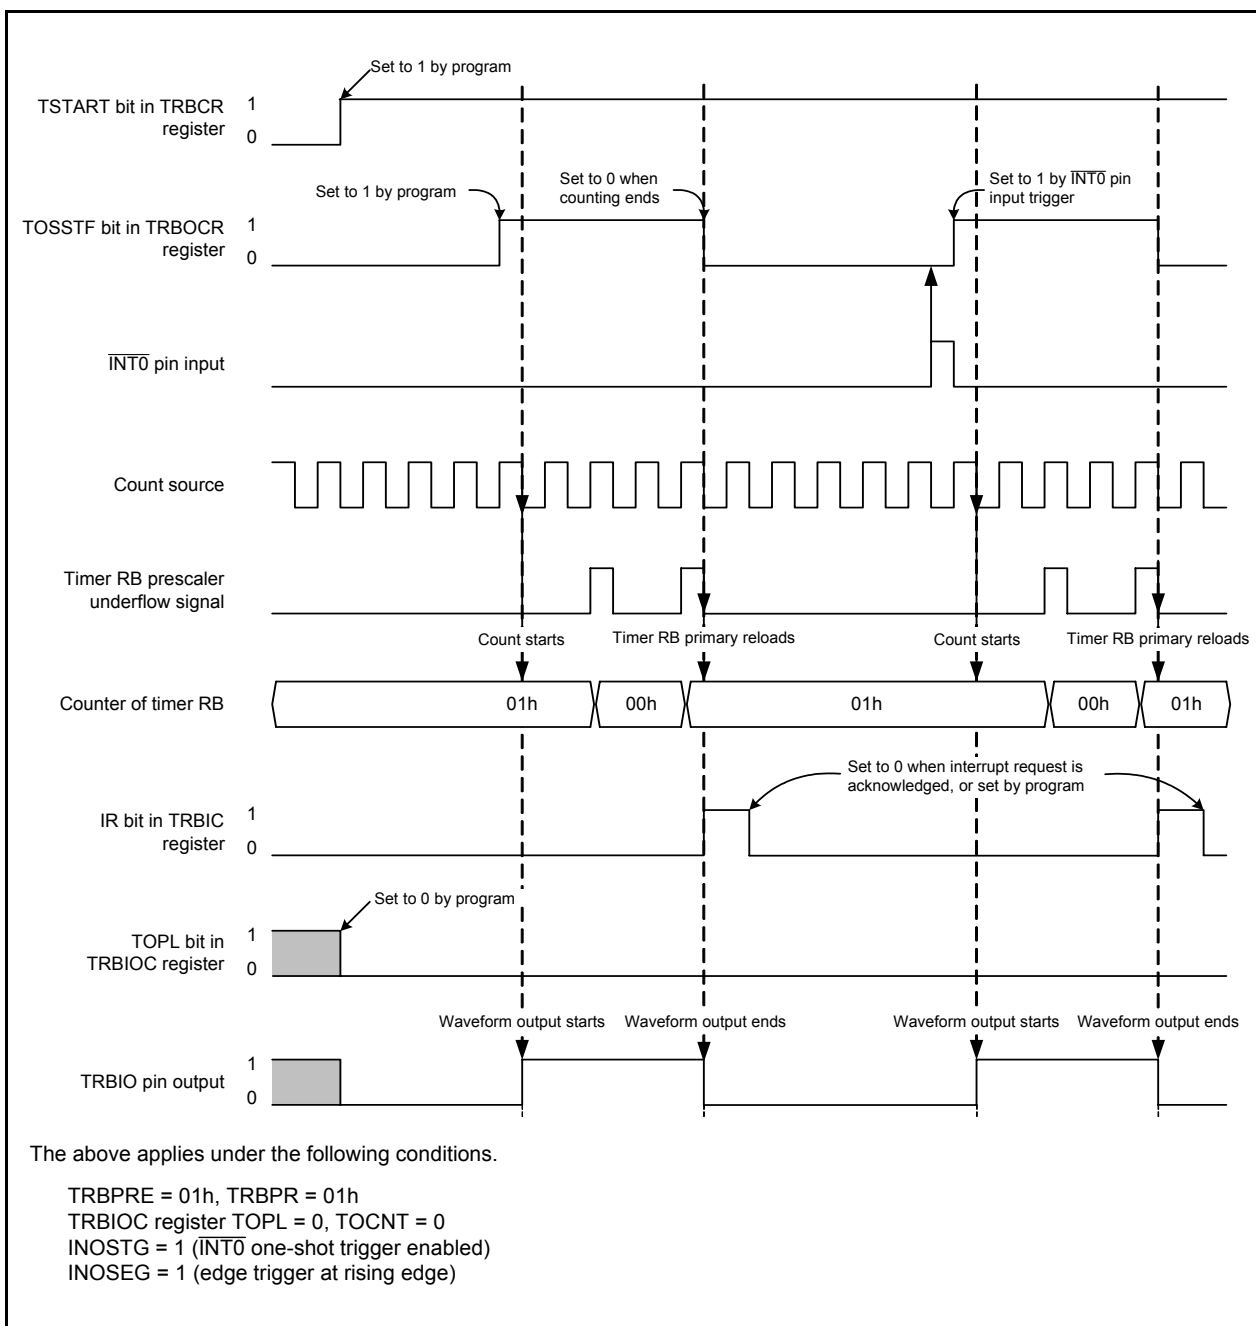 Set to 1 by program
TSTART bit in TRBCR
register
1
0
Set to 1 by program
Set to 0 when
counting ends
Set to 1 by INT0 pin
input trigger
TOSSTF bit in TRBOCR
register
1
0
INT0 pin input
Count source
Timer RB prescaler
underflow signal
Count starts
Timer RB primary reloads
Count starts
Timer RB primary reloads
Counter of timer RB
01h
00h
01h
00h
01h
Set to 0 when interrupt request is
acknowledged, or set by program
IR bit in TRBIC
register
1
0
Set to 0 by program
TOPL bit in
TRBIOC register
1
0
Waveform output starts
Waveform output ends
Waveform output starts
Waveform output ends
TRBIO pin output
1
0
The above applies under the following conditions.
TRBPRE = 01h, TRBPR = 01h
TRBIOC register TOPL = 0, TOCNT = 0
INOSTG = 1 (INT0 one-shot trigger enabled)
INOSEG = 1 (edge trigger at rising edge)